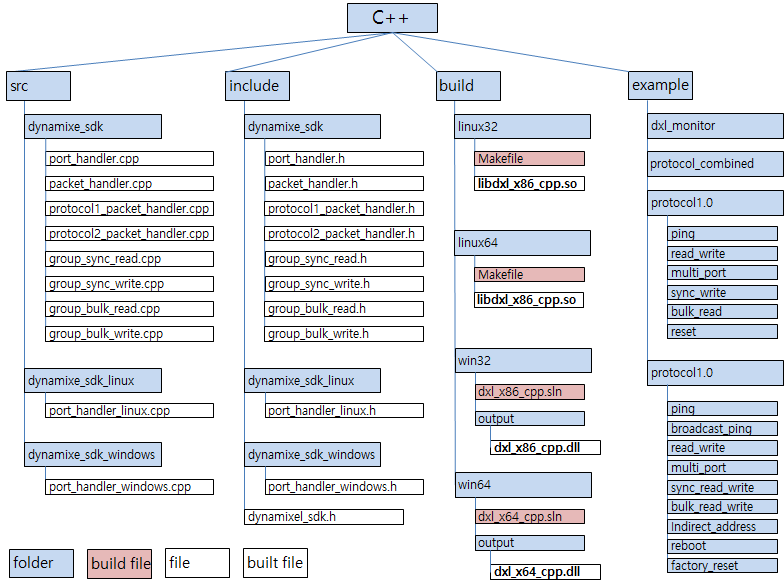 C++
src
dynamixe_sdk
port_handler.cpp
packet_handler.cpp
protocol1_packet_handler.cpp
protocol2_packet_handler.cpp
group_sync_read.cpp
group_sync_write.cpp
group_bulk_read.cpp
group_bulk_write.cpp
dynamixe_sdk_linux
port_handler_linux.cpp
dynamixe_sdk_windows
port_handler_windows.cpp
include
dynamixe_sdk
port_handler.h
packet_handler.h
protocol1_packet_handler.h
protocol2_packet_handler.h
group_sync_read.h
group_sync_write.h
group_bulk_read.h
group_bulk_write.h
dynamixe_sdk_linux
port_handler_linux.h
dynamixe_sdk_windows
port_handler_windows.h
dynamixel_sdk.h
build
linux32
Makefile
libdxl_x86_cpp.so
linux64
Makefile
libdxl_x86_cpp.so
win32
dxl_x86_cpp.sln
output
dxl_x86_cpp.dll
win64
dxl_x64_cpp.sln
output
dxl_x64_cpp.dll
example
dxl_monitor
protocol_combined
protocol1.0
ping
read_write
multi_port
sync_write
bulk_read
reset
protocol1.0
ping
broadcast_ping
read_write
multi_port
sync_read_write
bulk_read_write
Indirect_address
reboot
factory_reset
folder
build file
file
built file